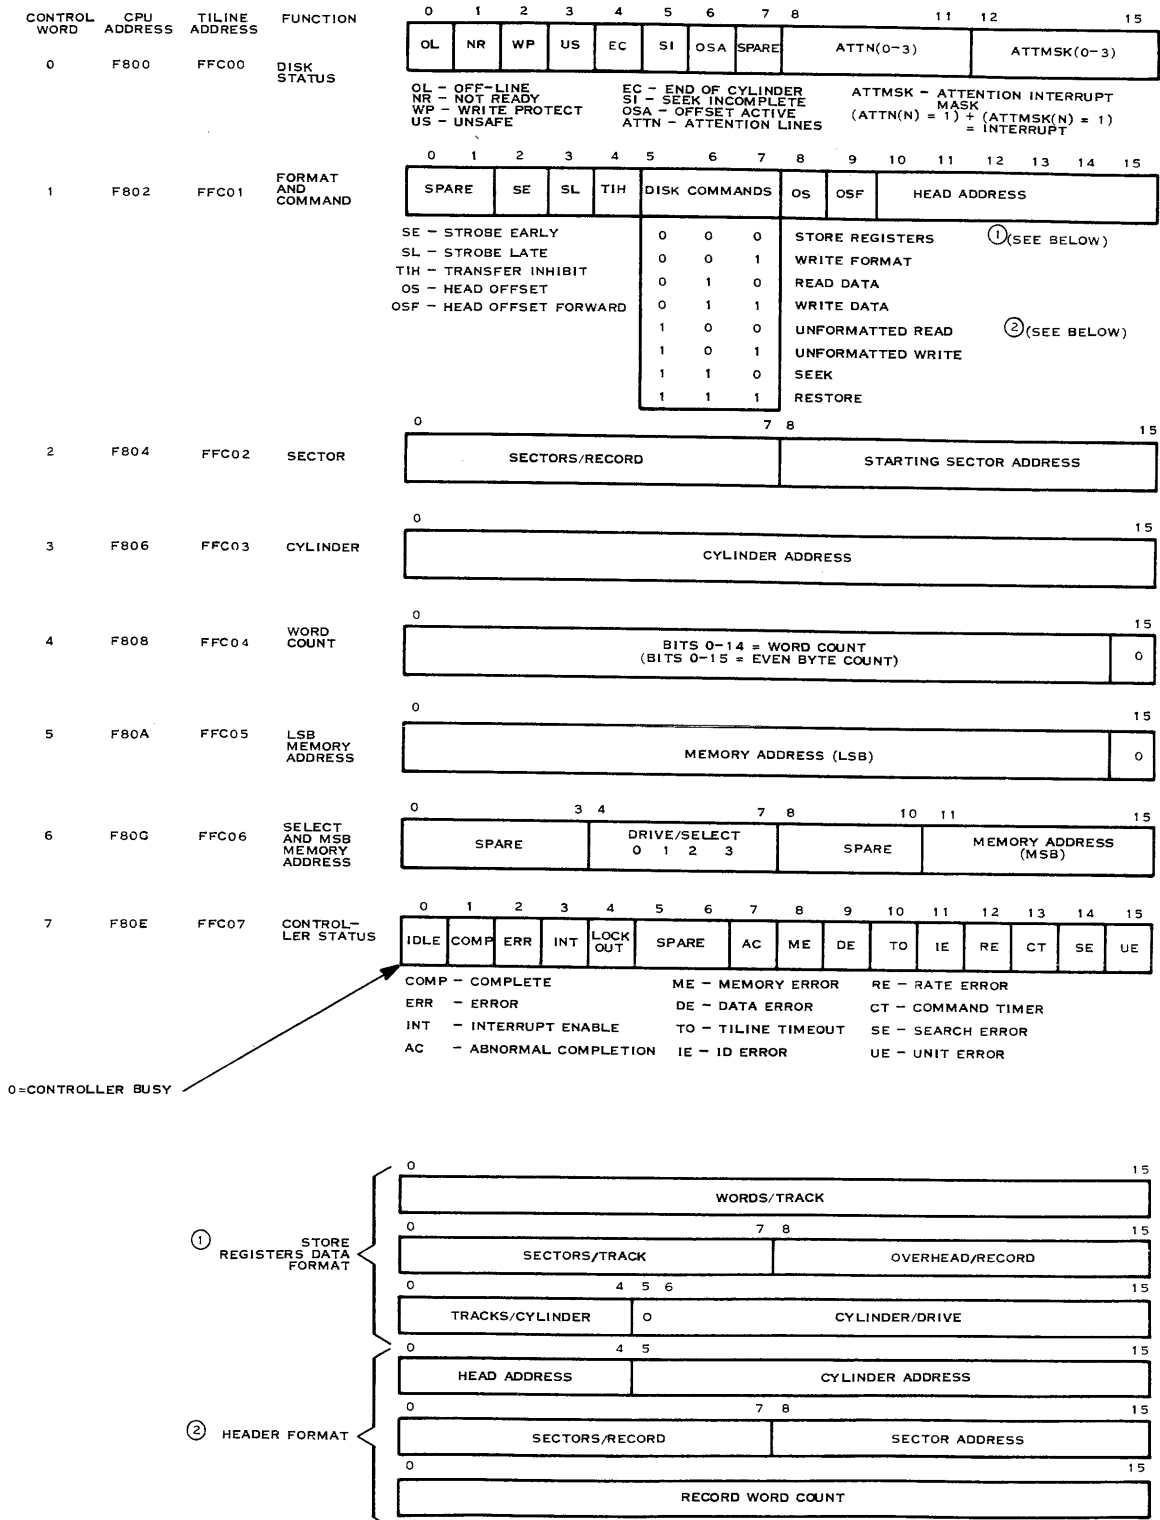 CONTROL WORD CPU ADDRESS TILINE ADDRESS FUNCTION
0 1 2 3 4 5 6 7 8 11 12 15
OL NR WP US EC SI OSA SPARE ATTN(0-3) ATTMSK(0-3)
0 F800 FFC00 DISK STATUS
OL - OFF-LINE
NR - NOT READY
WP - WRITE PROTECT
US - UNSAFE
EC - END OF CYLINDER
SI - SEEK INCOMPLETE
OSA - OFFSET ACTIVE
ATTN - ATTENTION LINES
ATTMSK - ATTENTION INTERRUPT
MASK
(ATTN(N) = 1) + (ATTMSK(N) = 1)
= INTERRUPT
0 1 2 3 4 5 6 7 8 9 10 11 12 13 14 15
1 F802 FFC01 FORMAT AND COMMAND
SPARE SE SL TIH DISK COMMANDS OS OSF HEAD ADDRESS
SE - STROBE EARLY
SL - STROBE LATE
TIH - TRANSFER INHIBIT
OS - HEAD OFFSET
OSF - HEAD OFFSET FORWARD
0 0 0 STORE REGISTERS 1 (SEE BELOW)
0 0 1 WRITE FORMAT
0 1 0 READ DATA
0 1 1 WRITE DATA
1 0 0 UNFORMATTED READ 2 (SEE BELOW)
1 0 1 UNFORMATTED WRITE
1 1 0 SEEK
1 1 1 RESTORE
0 7 8 15
2 F804 FFC02 SECTOR
SECTORS/RECORD STARTING SECTOR ADDRESS
0 15
3 F806 FFC03 CYLINDER
CYLINDER ADDRESS
0 15
4 F808 FFC04 WORD COUNT
BITS 0-14 = WORD COUNT
(BITS 0-15 = EVEN BYTE COUNT)
0
0 15
5 F80A FFC05 LSB MEMORY ADDRESS
MEMORY ADDRESS (LSB) 0
0 3 4 7 8 10 11 15
6 F80G FFC06 SELECT AND MSB MEMORY ADDRESS
SPARE DRIVE/SELECT 0 1 2 3 SPARE MEMORY ADDRESS (MSB)
0 1 2 3 4 5 6 7 8 9 10 11 12 13 14 15
7 F80E FFC07 CONTROL-LER STATUS
IDLE COMP ERR INT LOCK OUT SPARE AC ME DE TO IE RE CT SE UE
COMP - COMPLETE
ERR - ERROR
INT - INTERRUPT ENABLE
AC - ABNORMAL COMPLETION
ME - MEMORY ERROR
DE - DATA ERROR
TO - TILINE TIMEOUT
IE - ID ERROR
RE - RATE ERROR
CT - COMMAND TIMER
SE - SEARCH ERROR
UE - UNIT ERROR
0=CONTROLLER BUSY
0 15
WORDS/TRACK
0 7 8 15
1 STORE REGISTERS DATA FORMAT
SECTORS/TRACK OVERHEAD/RECORD
0 4 5 6 15
TRACKS/CYLINDER 0 CYLINDER/DRIVE
0 4 5 15
HEAD ADDRESS CYLINDER ADDRESS
0 7 8 15
2 HEADER FORMAT
SECTORS/RECORD SECTOR ADDRESS
0 15
RECORD WORD COUNT